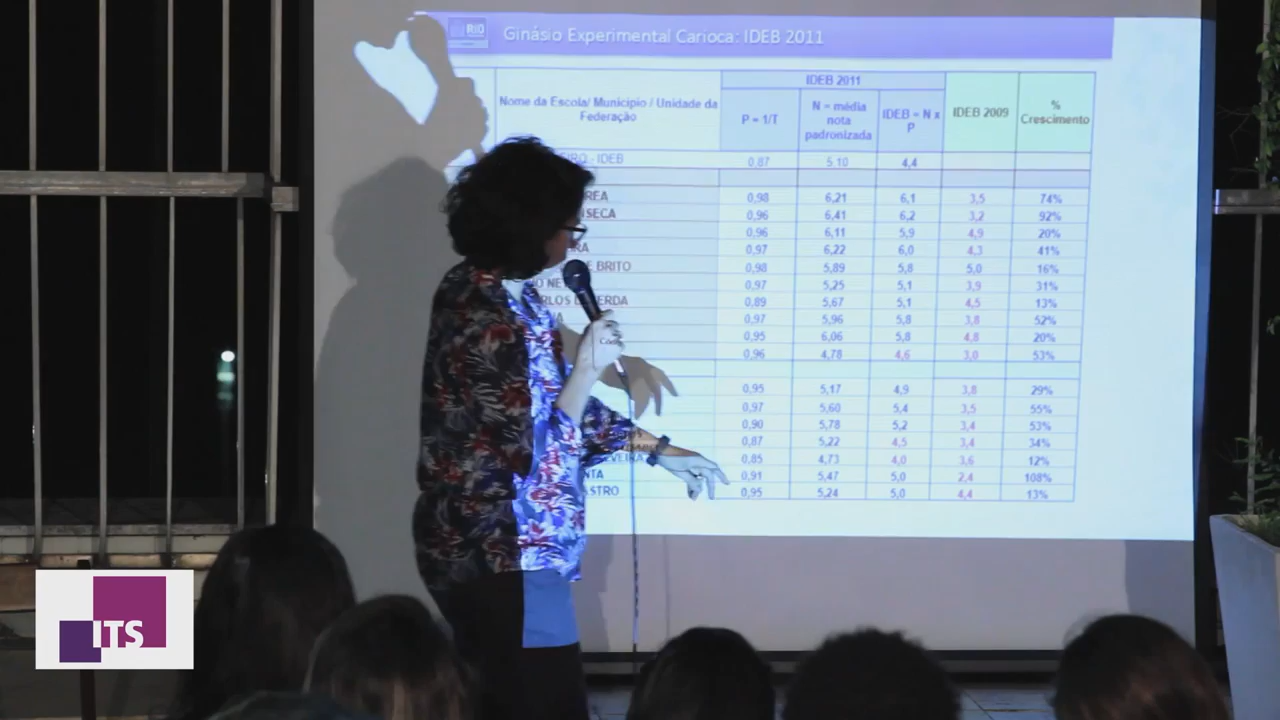 RIO
Ginásio Experimental Carioca: IDEB 2011
IDEB 2011
Nome da Escola/ Município / Unidade da Federação
P = 1/T
N = média nota padronizada
IDEB = N x P
IDEB 2009
% Crescimento
EIRO - IDEB 0,87 5,10 4,4
REA 0,98 6,21 6,1 3,5 74%
NSECA 0,96 6,41 6,2 3,2 92%
0,96 6,11 5,9 4,9 20%
IRA 0,97 6,22 6,0 4,3 41%
E BRITO 0,98 5,89 5,8 5,0 16%
0,97 5,25 5,1 3,9 31%
0,89 5,67 5,1 4,5 13%
0,97 5,96 5,8 3,8 52%
0,95 6,06 5,8 4,8 20%
0,96 4,78 4,6 3,0 53%
0,95 5,17 4,9 3,8 29%
0,97 5,60 5,4 3,5 55%
0,90 5,78 5,2 3,4 53%
0,87 5,22 4,5 3,4 34%
0,85 4,73 4,0 3,6 12%
NTA 0,91 5,47 5,0 2,4 108%
ASTRO 0,95 5,24 5,0 4,4 13%
ITS